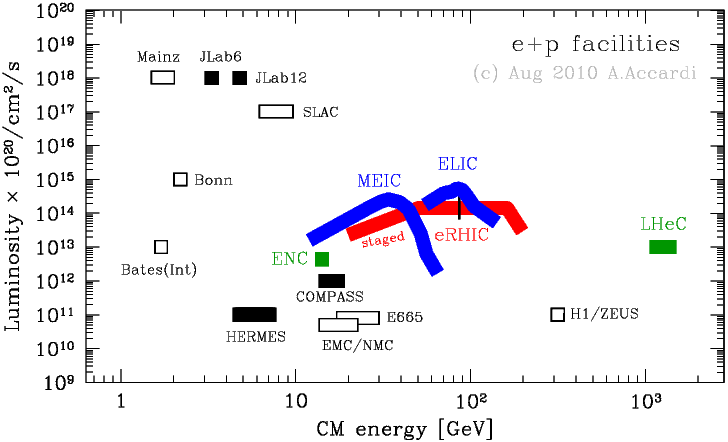 10²⁰
10¹⁹
10¹⁸
10¹⁷
10¹⁶
10¹⁵
10¹⁴
10¹³
10¹²
10¹¹
10¹⁰
10⁹
Luminosity × 10²⁰/cm²/s
e+p facilities
(c) Aug 2010 A.Accardi
Mainz
JLab6
JLab12
SLAC
Bonn
ELIC
MEIC
LHeC
staged
eRHIC
ENC
Bates(Int)
COMPASS
HERMES
E665
EMC/NMC
H1/ZEUS
1
10
10²
10³
CM energy [GeV]